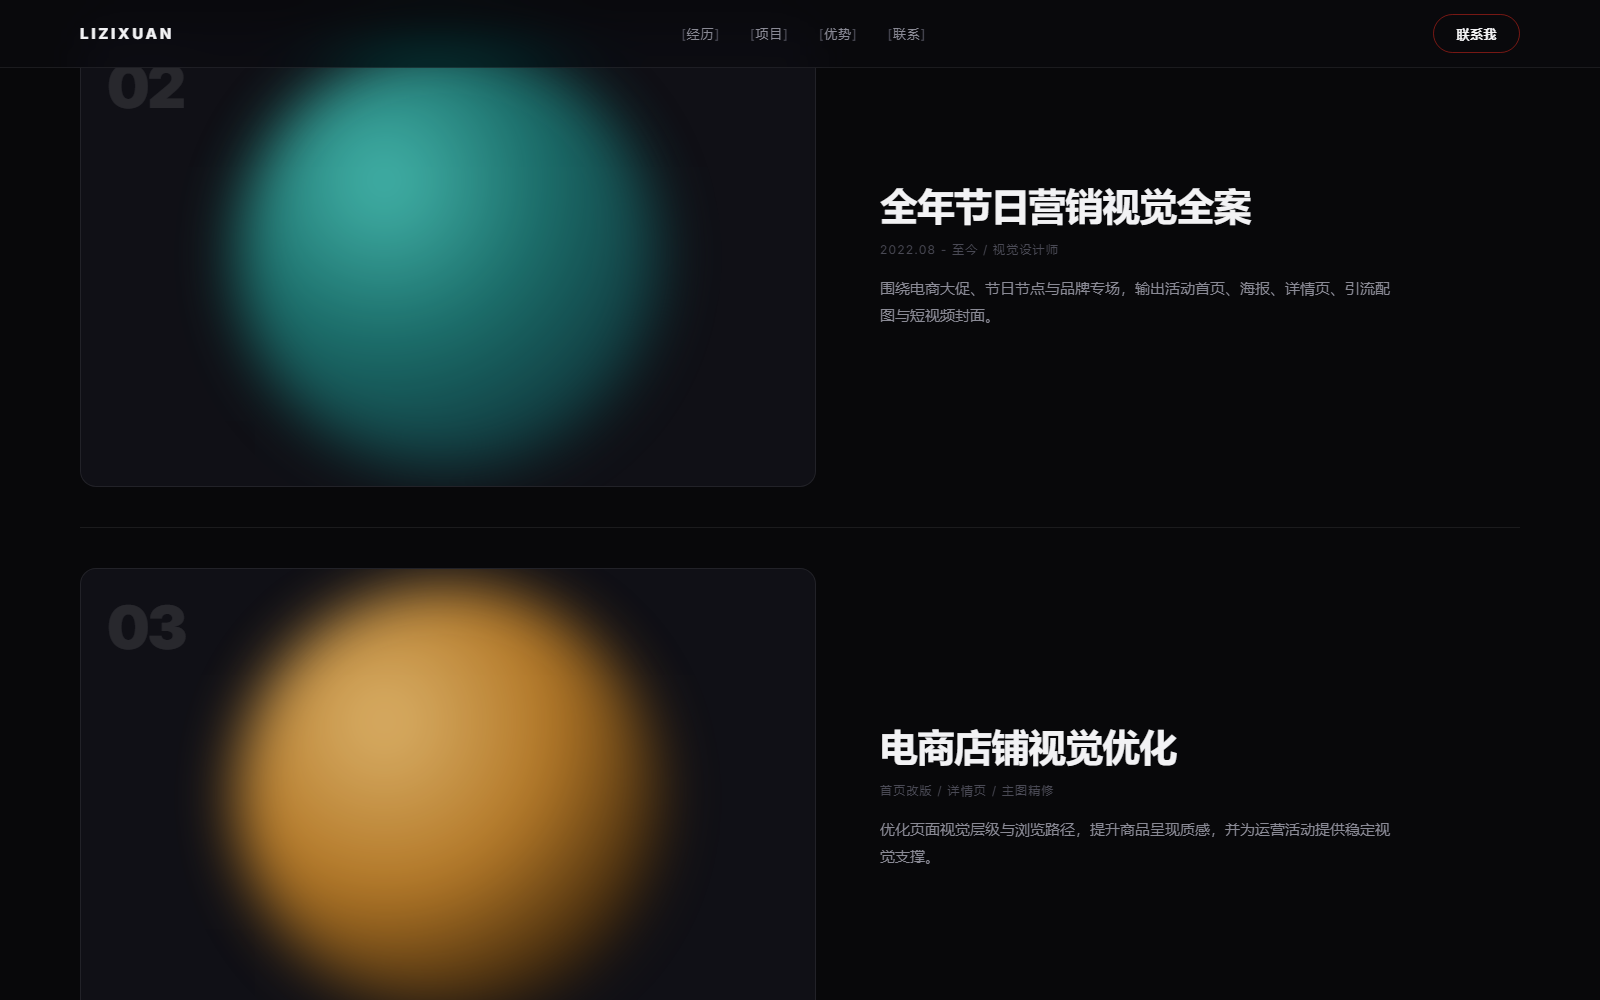 LIZIXUAN
[经历]
[项目]
[优势]
[联系]
联系我
02
全年节日营销视觉全案
2022.08 - 至今 / 视觉设计师
围绕电商大促、节日节点与品牌专场，输出活动首页、海报、详情页、引流配
图与短视频封面。
03
电商店铺视觉优化
首页改版 / 详情页 / 主图精修
优化页面视觉层级与浏览路径，提升商品呈现质感，并为运营活动提供稳定视
觉支撑。